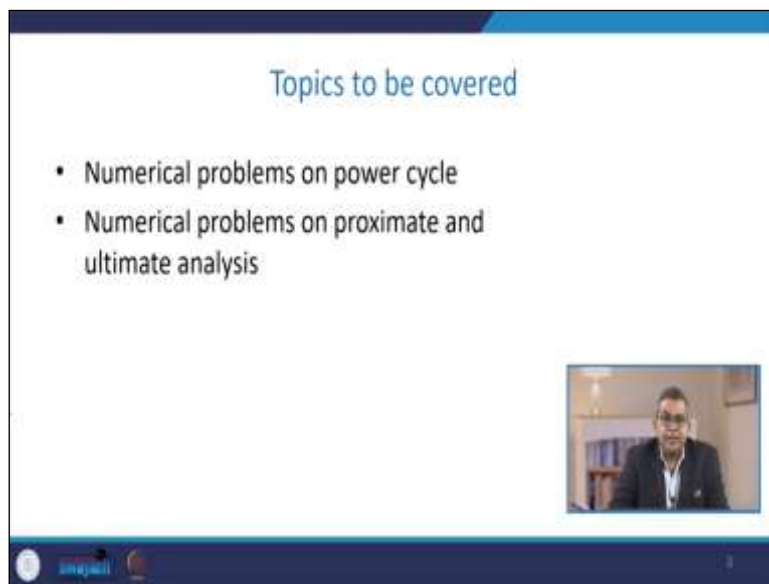 Topics to be covered
• Numerical problems on power cycle
• Numerical problems on proximate and
ultimate analysis